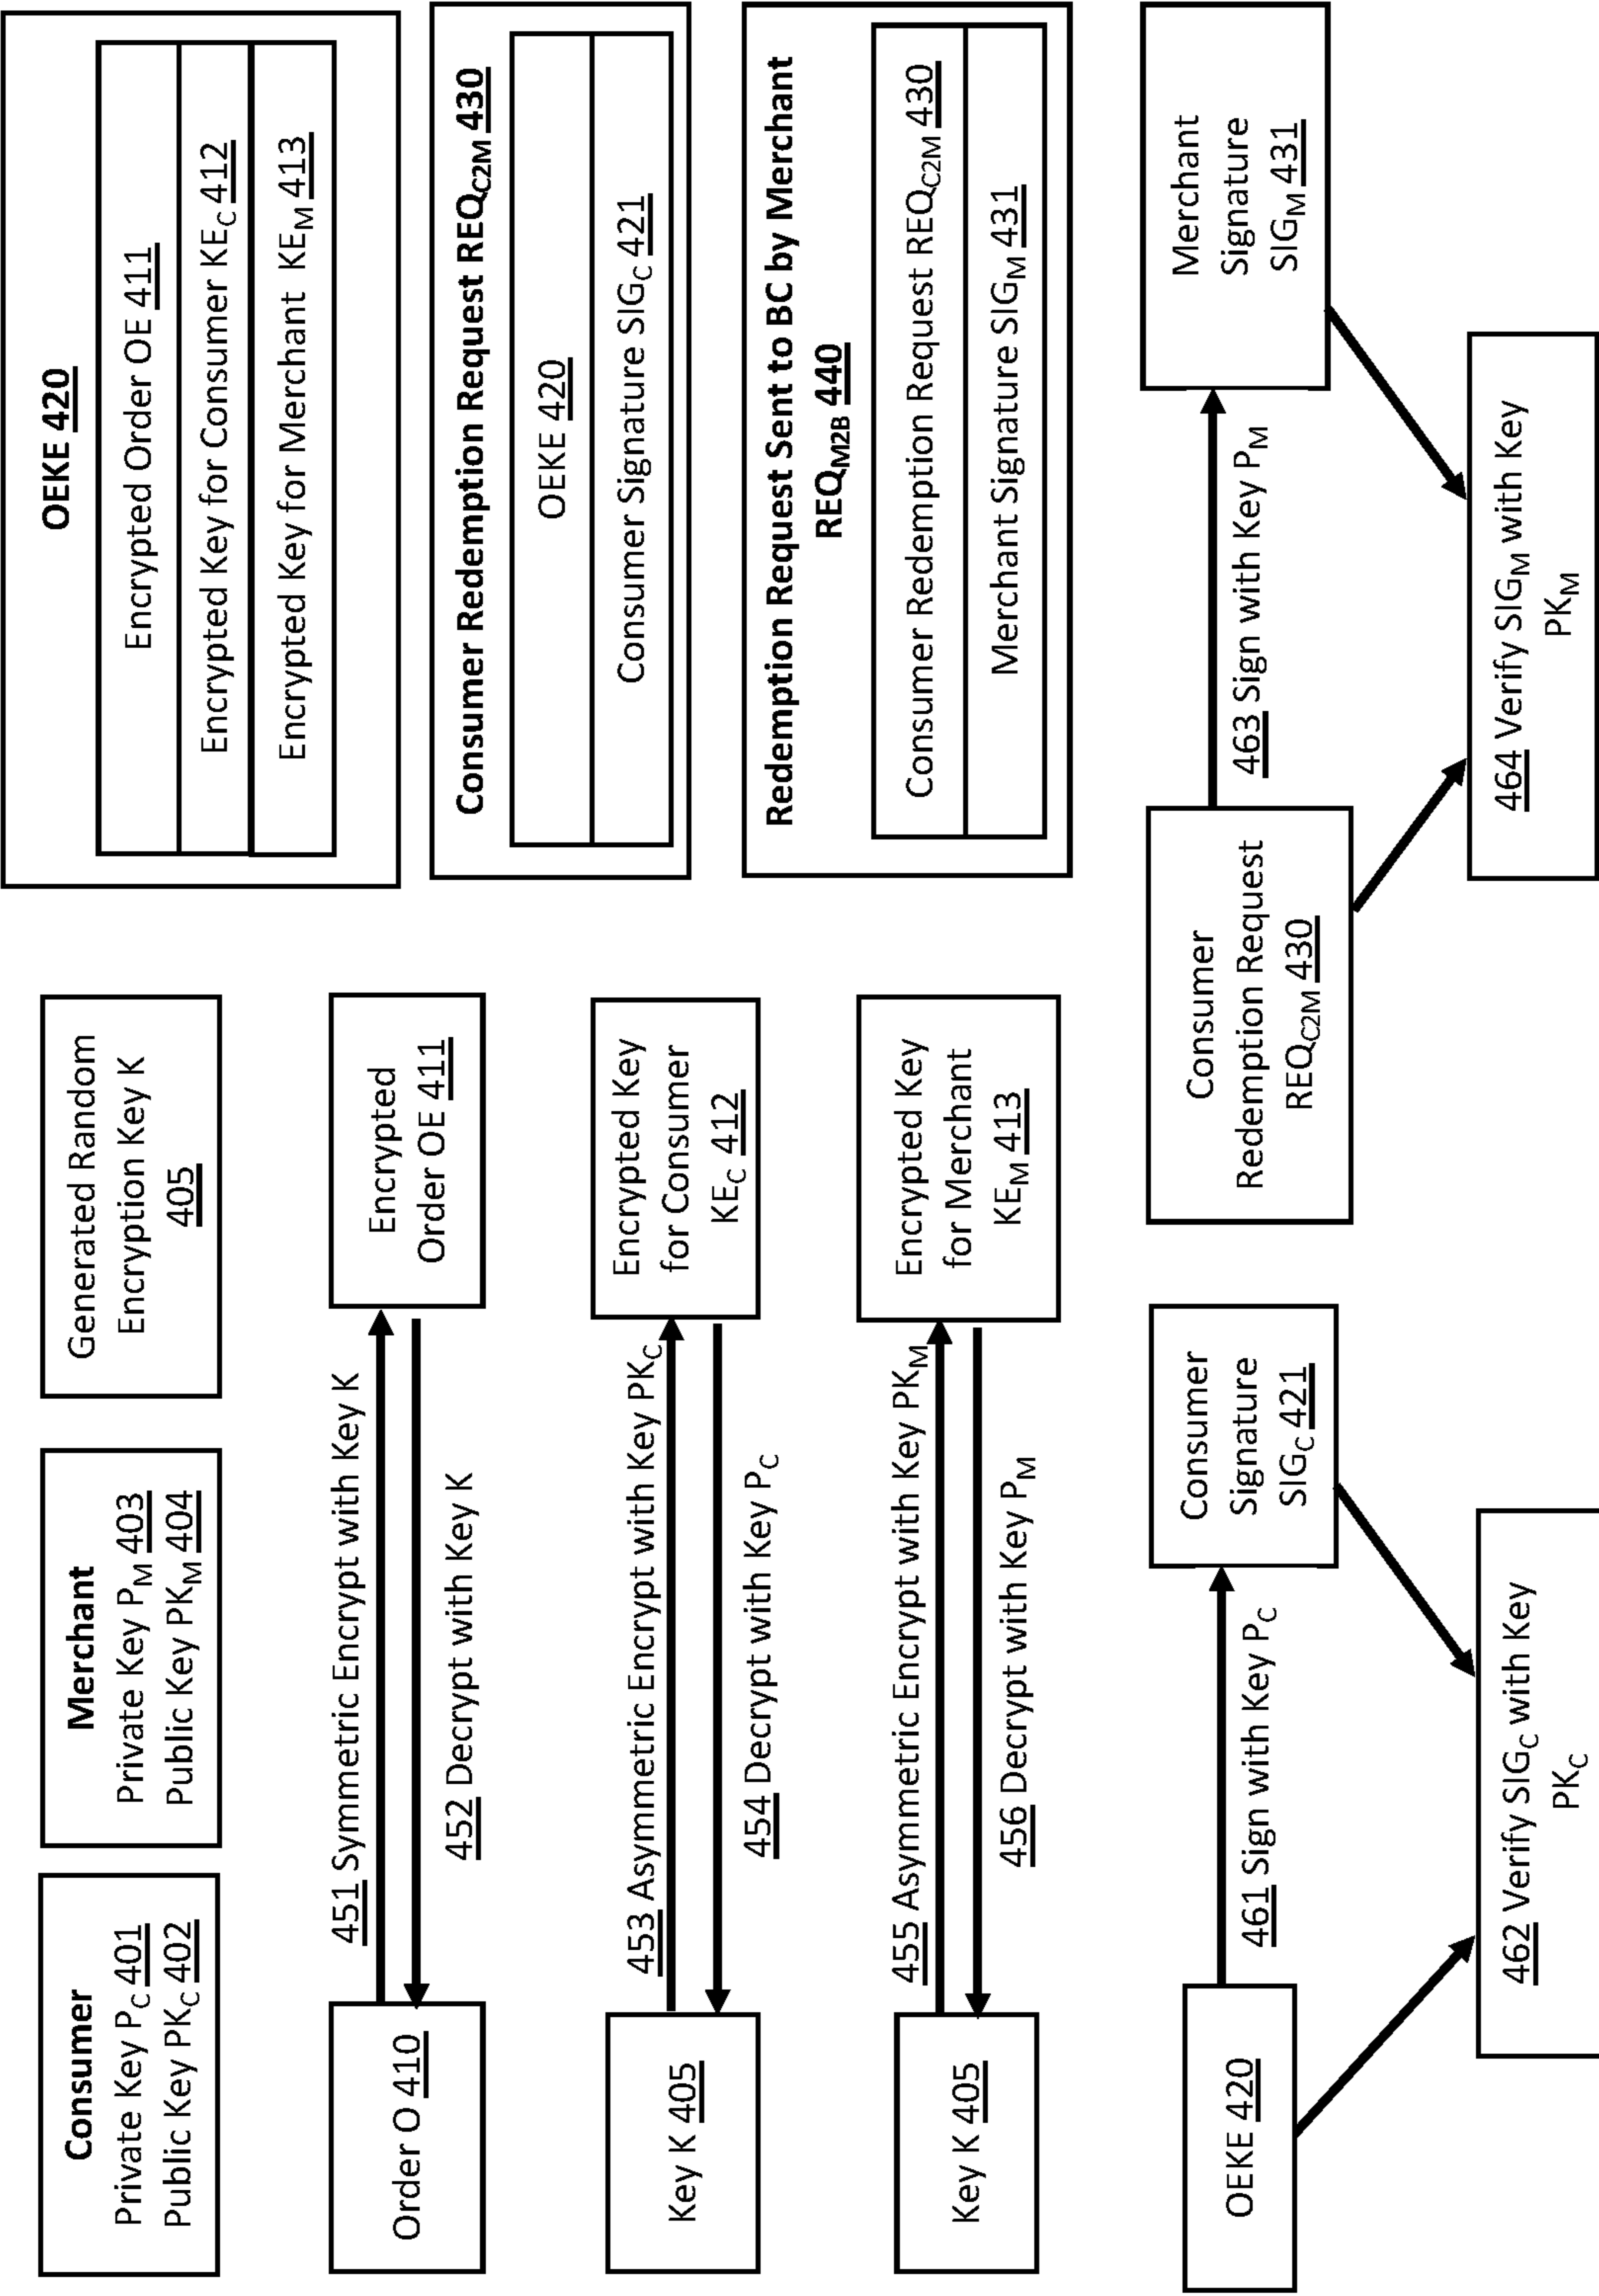 Consumer
Private Key PC 401
Public Key PKC 402
Merchant
Private Key PM 403
Public Key PKM 404
Generated Random
Encryption Key K
405
Order O 410
451 Symmetric Encrypt with Key K
452 Decrypt with Key K
Encrypted
Order OE 411
Key K 405
453 Asymmetric Encrypt with Key PKC
454 Decrypt with Key PC
Encrypted Key
for Consumer
KEC 412
Key K 405
455 Asymmetric Encrypt with Key PKM
456 Decrypt with Key PM
Encrypted Key
for Merchant
KEM 413
OEKE 420
Encrypted Order OE 411
Encrypted Key for Consumer KEC 412
Encrypted Key for Merchant KEM 413
Consumer Redemption Request REQC2M 430
OEKE 420
Consumer Signature SIGC 421
Redemption Request Sent to BC by Merchant
REQM2B 440
Consumer Redemption Request REQC2M 430
Merchant Signature SIGM 431
OEKE 420
461 Sign with Key PC
Consumer
Signature
SIGC 421
462 Verify SIGC with Key
PKC
Consumer
Redemption Request
REQC2M 430
463 Sign with Key PM
Merchant
Signature
SIGM 431
464 Verify SIGM with Key
PKM